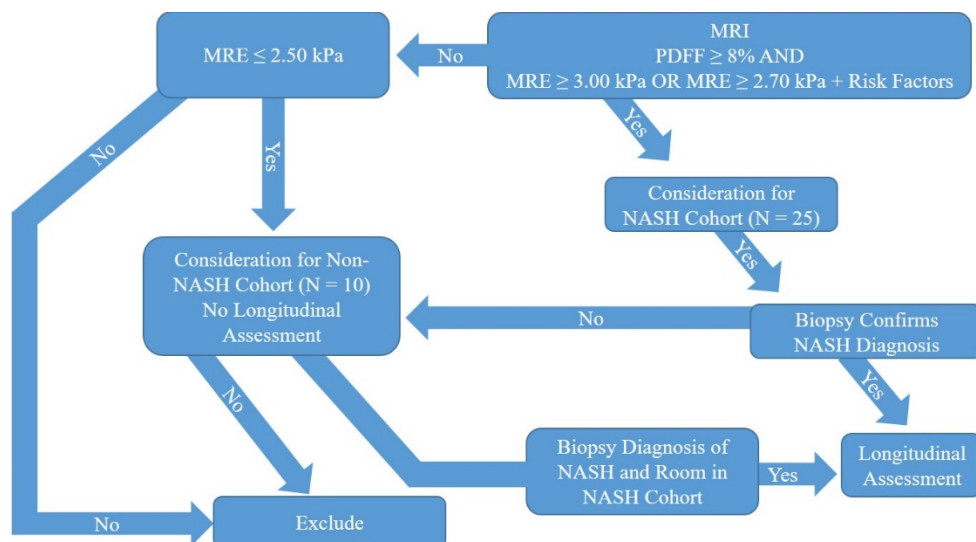 MRE ≤ 2.50 kPa
No
MRI
PDFF ≥ 8% AND
MRE ≥ 3.00 kPa OR MRE ≥ 2.70 kPa + Risk Factors
No
Yes
Yes
Consideration for
NASH Cohort (N = 25)
Yes
Consideration for Non-
NASH Cohort (N = 10)
No Longitudinal
Assessment
No
Biopsy Confirms
NASH Diagnosis
No
Yes
Biopsy Diagnosis of
NASH and Room in
NASH Cohort
Yes
Longitudinal
Assessment
No
Exclude